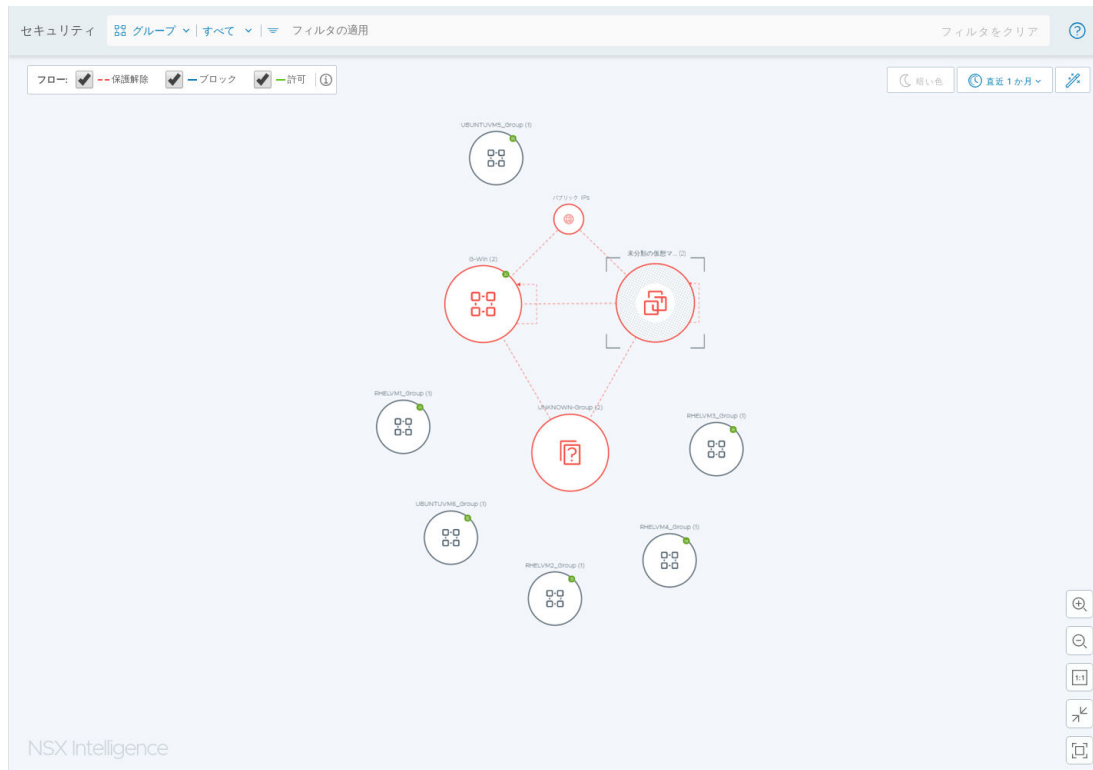 セキュリティ グループ すべて フィルタの適用 フィルタをクリア
フロー: 保護解除 ブロック 許可 暗い色 直近 1 か月
UBUNTUVM5_Group (1)
パブリック IPs
未分類の仮想マ... (2)
G-Win (2)
RHELVM1_Group (1)
UNKNOWN-Group (2)
RHELVM3_Group (1)
UBUNTUVM6_Group (1)
RHELVM4_Group (1)
RHELVM2_Group (1)
1:1
NSX Intelligence